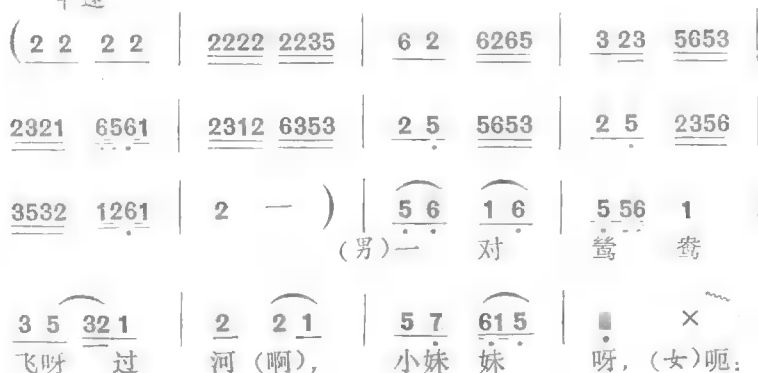 中速
(2 2 2 2 | 2222 2235 | 6 2 6265 | 3 23 5653 |
2321 6561 | 2312 6353 | 2 5 5653 | 2 5 2356 |
3532 1261 | 2 — ) | 5 6 1 6 | 5 56 1
(男)一 对 鸳 鸯
3 5 32 1 | 2 2 1 | 5 7 61 5 | ×
飞呀 过 河(啊), 小妹 妹 呀, (女)呃: